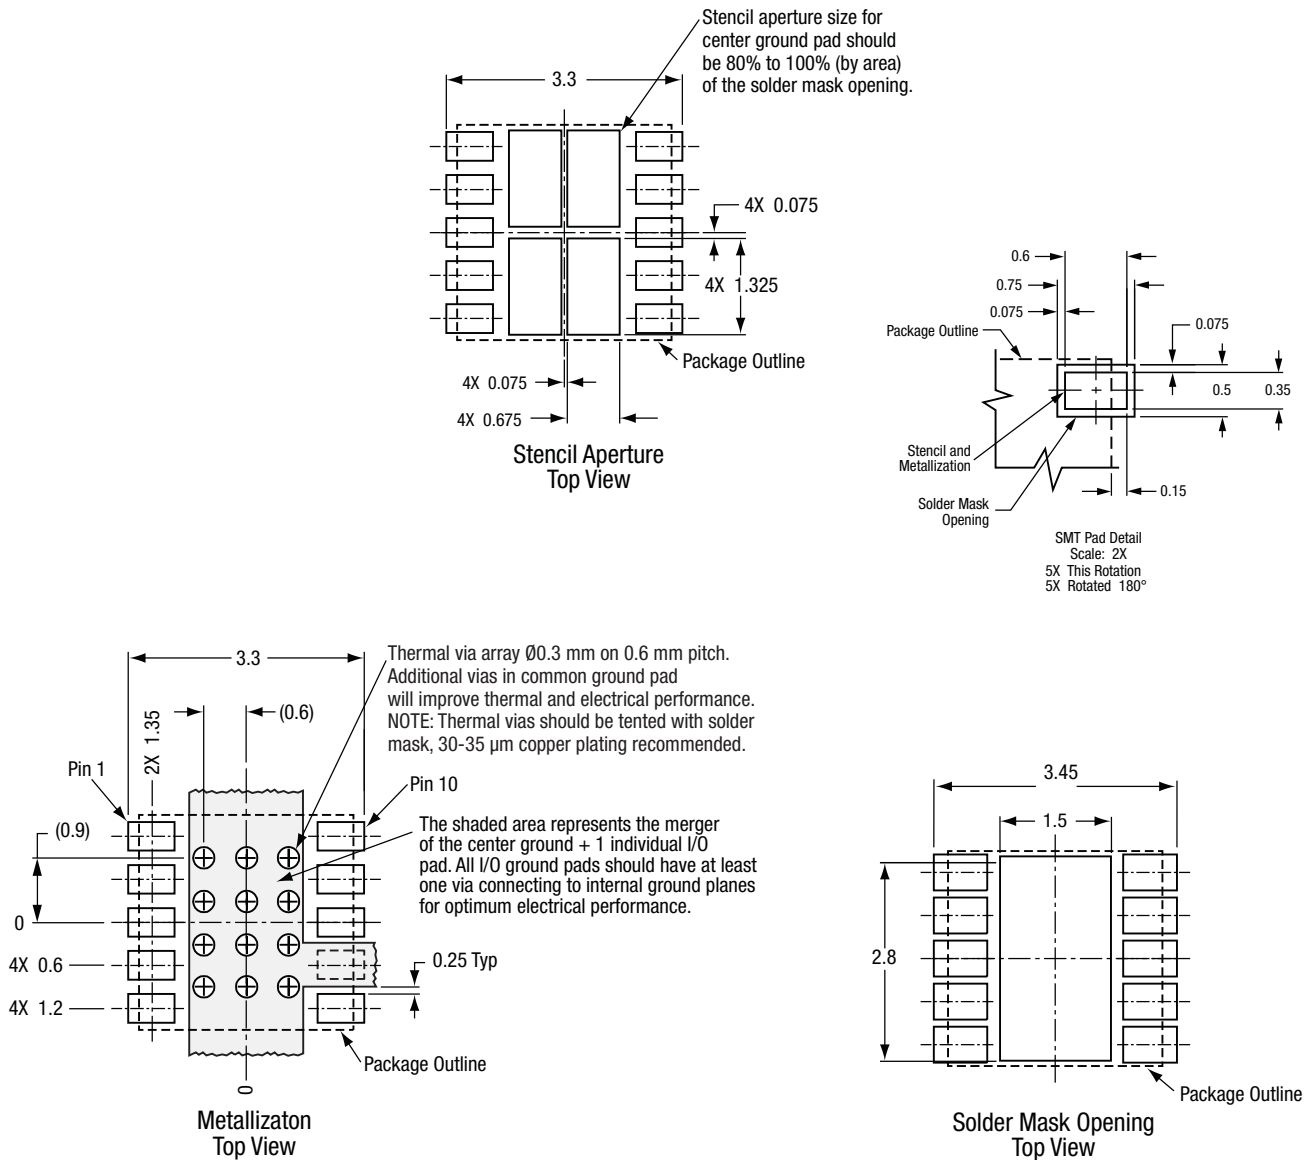 Stencil aperture size for
center ground pad should
be 80% to 100% (by area)
of the solder mask opening.
3.3
4X 0.075
4X 1.325
Package Outline
4X 0.075
4X 0.675
Stencil Aperture
Top View
0.6
0.75
0.075
0.075
Package Outline
0.5
0.35
Stencil and
Metallization
Solder Mask
Opening
0.15
SMT Pad Detail
Scale: 2X
5X This Rotation
5X Rotated 180°
3.3
Thermal via array Ø0.3 mm on 0.6 mm pitch.
Additional vias in common ground pad
will improve thermal and electrical performance.
NOTE: Thermal vias should be tented with solder
mask, 30-35 µm copper plating recommended.
(0.6)
2X 1.35
Pin 1
Pin 10
(0.9)
The shaded area represents the merger
of the center ground + 1 individual I/O
pad. All I/O ground pads should have at least
one via connecting to internal ground planes
for optimum electrical performance.
0
4X 0.6
0.25 Typ
4X 1.2
Package Outline
0
Metallizaton
Top View
3.45
1.5
2.8
Package Outline
Solder Mask Opening
Top View